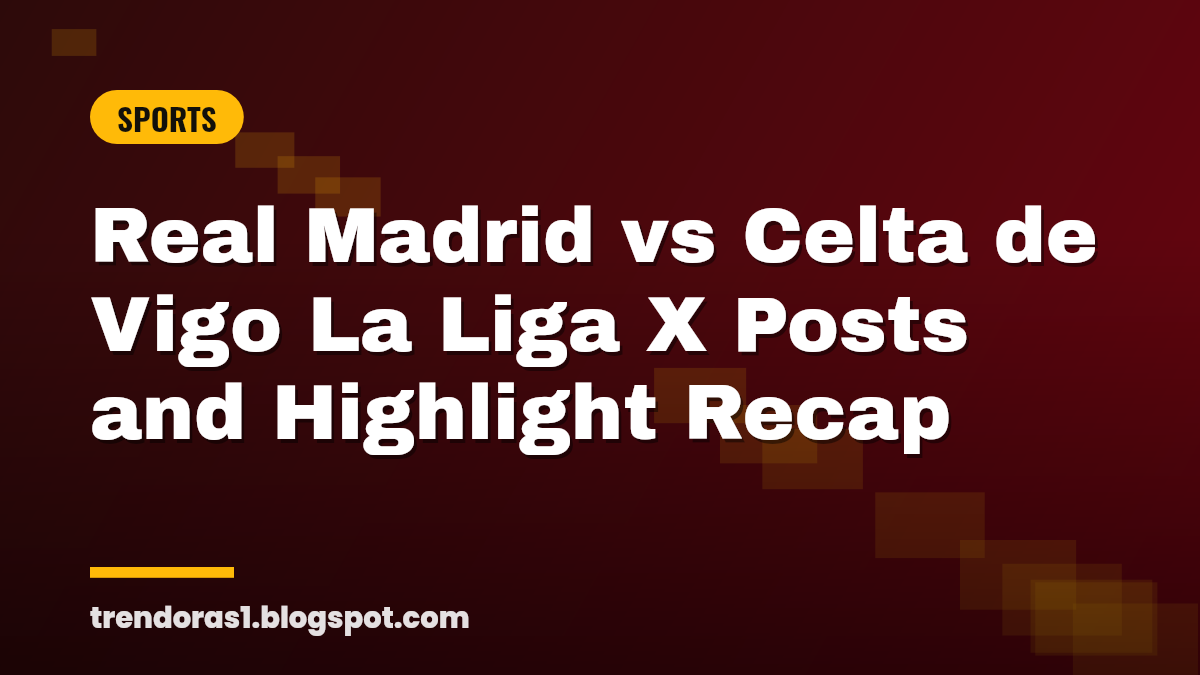 SPORTS
Real Madrid vs Celta de
Vigo La Liga X Posts
and Highlight Recap
trendoras1.blogspot.com